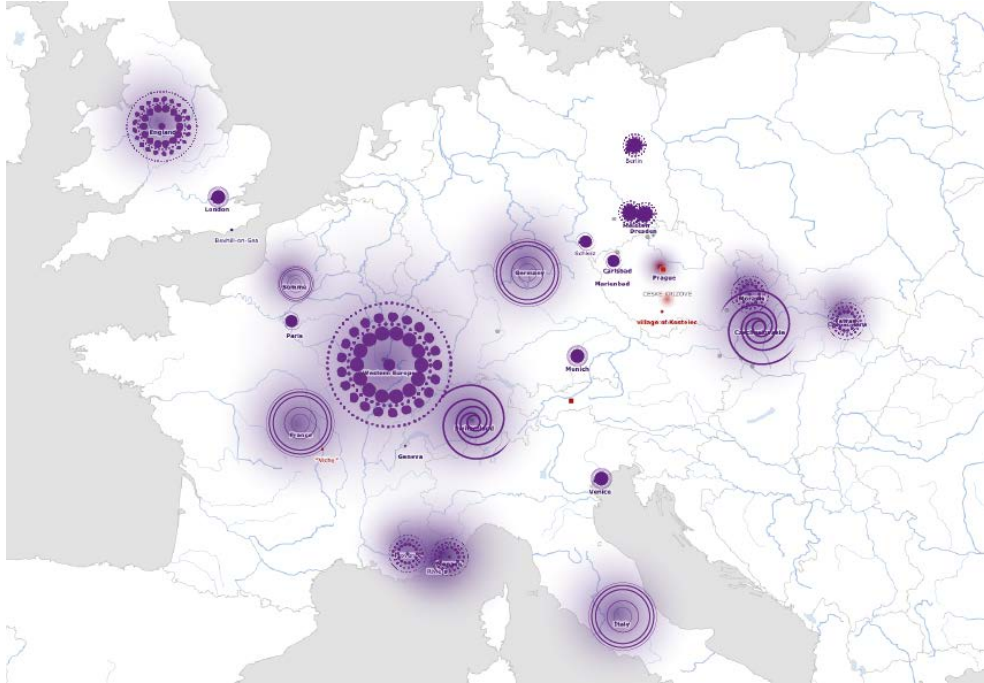 England
London
Bexhill-on-Sea
Berlin
Meissen
Dresden
Germany
Carlsbad
Marienbad
Prague
village of Kostelec
Somme
Paris
Western Europe
Munich
France
"Vichy"
Switzerland
Geneva
Venice
Italy